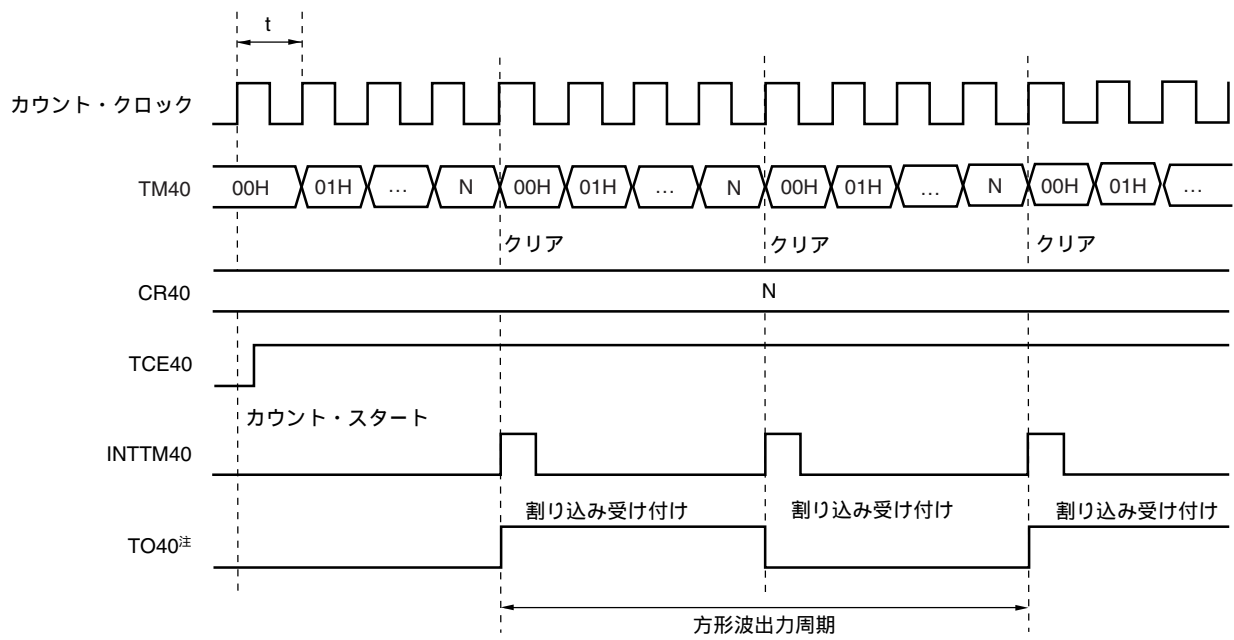 t
カウント・クロック
TM40 00H 01H … N 00H 01H … N 00H 01H … N 00H 01H …
クリア クリア クリア
CR40 N
TCE40
カウント・スタート
INTTM40
割り込み受け付け 割り込み受け付け 割り込み受け付け
TO40注
方形波出力周期